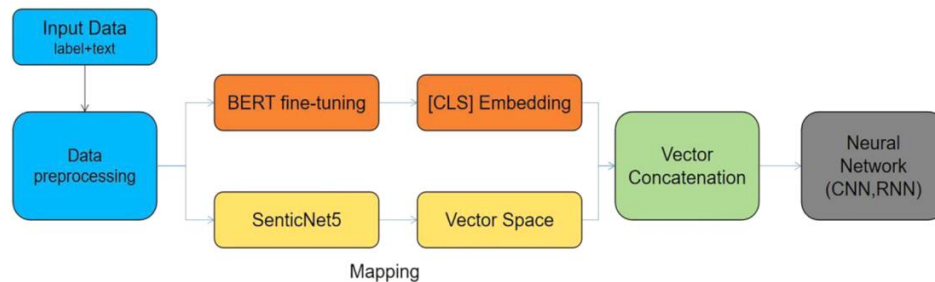 Input Data
label+text
Data
preprocessing
BERT fine-tuning
[CLS] Embedding
SenticNet5
Vector Space
Mapping
Vector
Concatenation
Neural
Network
(CNN,RNN)